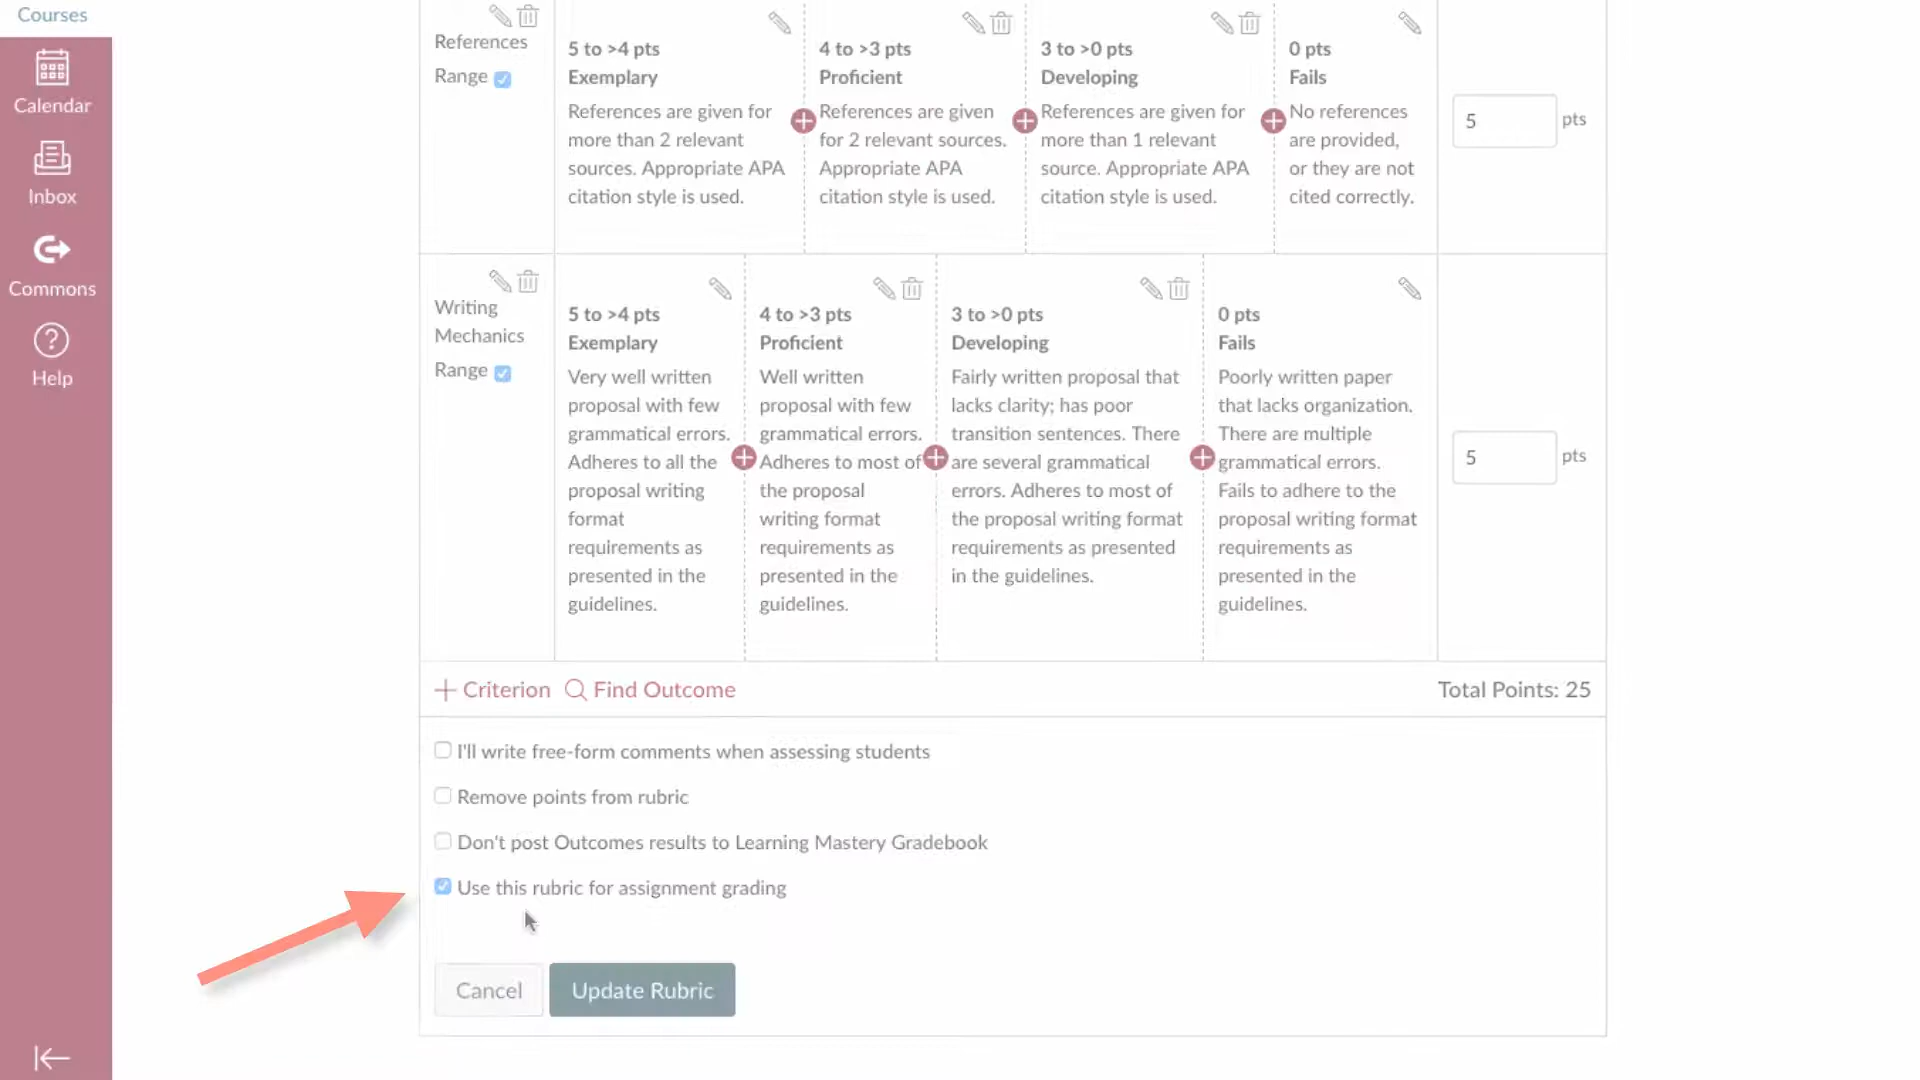 Courses
Calendar
Inbox
Commons
Help
References
Range
5 to >4 pts
Exemplary
References are given for
more than 2 relevant
sources. Appropriate APA
citation style is used.
4 to >3 pts
Proficient
References are given
for 2 relevant sources.
Appropriate APA
citation style is used.
3 to >0 pts
Developing
References are given for
more than 1 relevant
source. Appropriate APA
citation style is used.
0 pts
Fails
No references
are provided,
or they are not
cited correctly.
5 pts
Writing
Mechanics
Range
5 to >4 pts
Exemplary
Very well written
proposal with few
grammatical errors.
Adheres to all the
proposal writing
format
requirements as
presented in the
guidelines.
4 to >3 pts
Proficient
Well written
proposal with few
grammatical errors.
Adheres to most of
the proposal
writing format
requirements as
presented in the
guidelines.
3 to >0 pts
Developing
Fairly written proposal that
lacks clarity; has poor
transition sentences. There
are several grammatical
errors. Adheres to most of
the proposal writing format
requirements as presented
in the guidelines.
0 pts
Fails
Poorly written paper
that lacks organization.
There are multiple
grammatical errors.
Fails to adhere to the
proposal writing format
requirements as
presented in the
guidelines.
5 pts
Criterion Find Outcome Total Points: 25
I'll write free-form comments when assessing students
Remove points from rubric
Don't post Outcomes results to Learning Mastery Gradebook
Use this rubric for assignment grading
Cancel Update Rubric